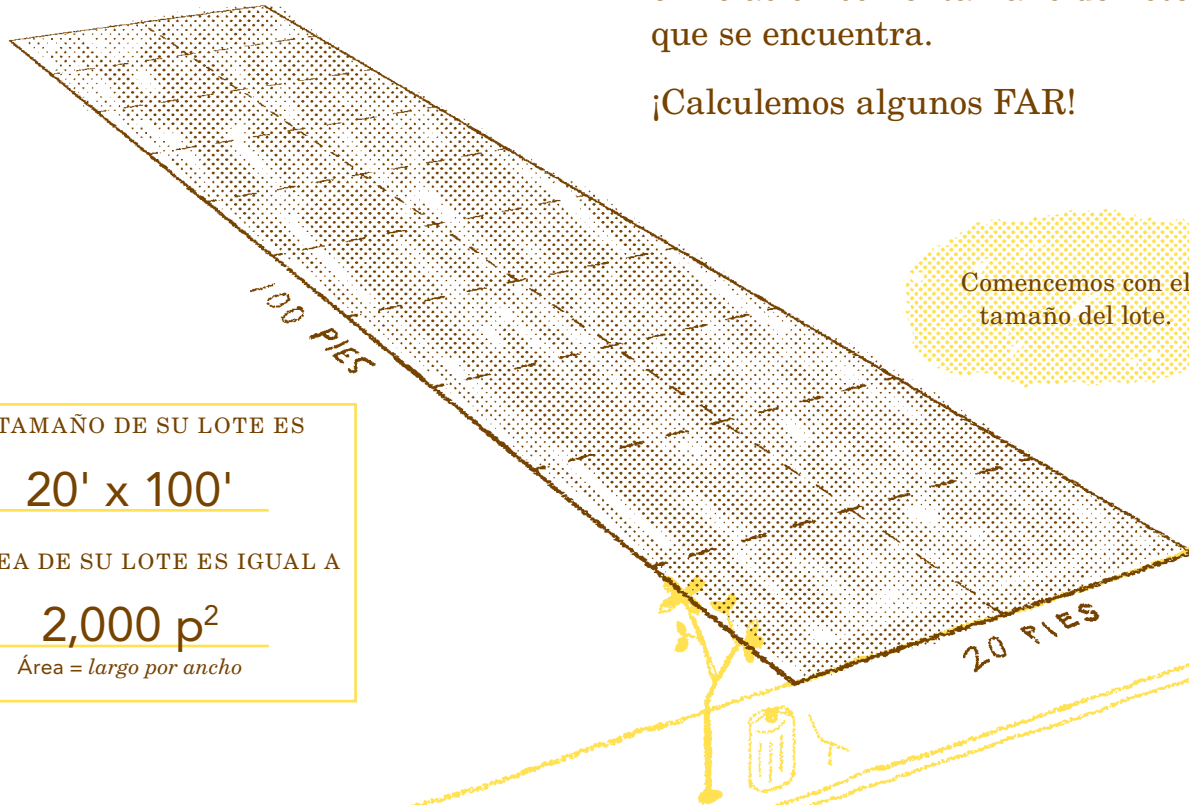 que se encuentra.
¡Calculemos algunos FAR!
Comencemos con el
tamaño del lote.
100 PIES
TAMAÑO DE SU LOTE ES
20' x 100'
DE SU LOTE ES IGUAL A
2,000 p²
Área = largo por ancho
20 PIES